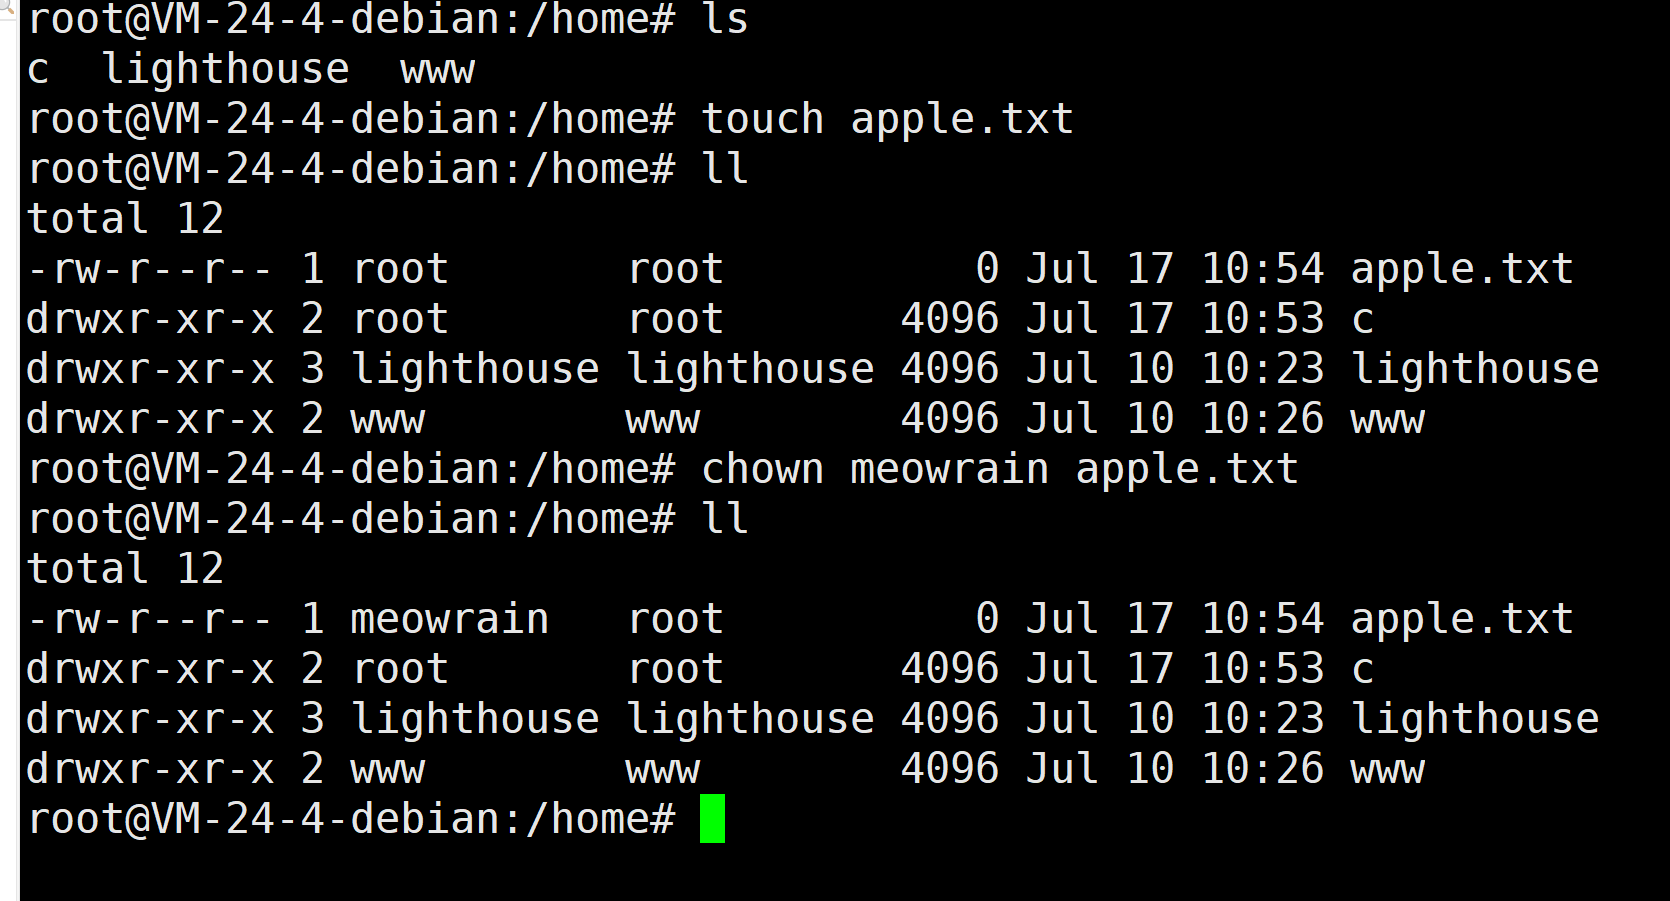 root@VM-24-4-debian:/home# ls
c  lighthouse  www
root@VM-24-4-debian:/home# touch apple.txt
root@VM-24-4-debian:/home# ll
total 12
-rw-r--r-- 1 root       root          0 Jul 17 10:54 apple.txt
drwxr-xr-x 2 root       root       4096 Jul 17 10:53 c
drwxr-xr-x 3 lighthouse lighthouse 4096 Jul 10 10:23 lighthouse
drwxr-xr-x 2 www        www        4096 Jul 10 10:26 www
root@VM-24-4-debian:/home# chown meowrain apple.txt
root@VM-24-4-debian:/home# ll
total 12
-rw-r--r-- 1 meowrain   root          0 Jul 17 10:54 apple.txt
drwxr-xr-x 2 root       root       4096 Jul 17 10:53 c
drwxr-xr-x 3 lighthouse lighthouse 4096 Jul 10 10:23 lighthouse
drwxr-xr-x 2 www        www        4096 Jul 10 10:26 www
root@VM-24-4-debian:/home#